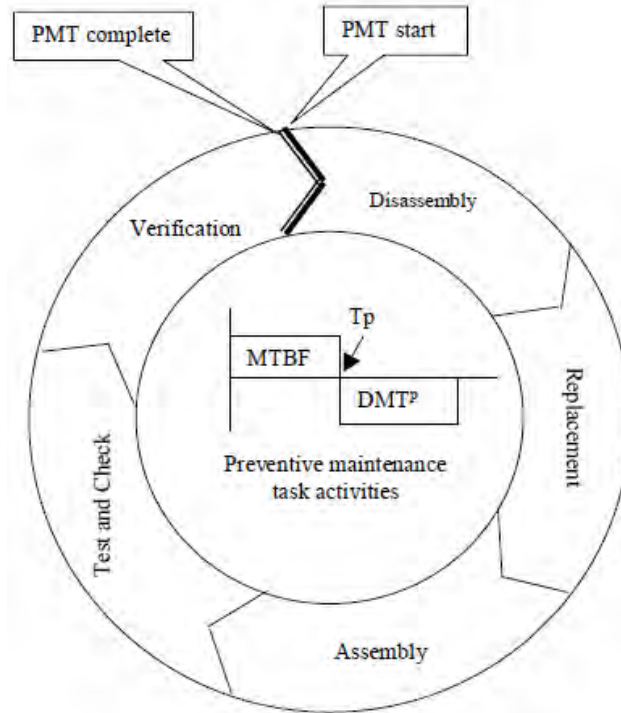 PMT complete
PMT start
Disassembly
Verification
Tp
MTBF
DMTᵖ
Replacement
Preventive maintenance
task activities
Test and Check
Assembly